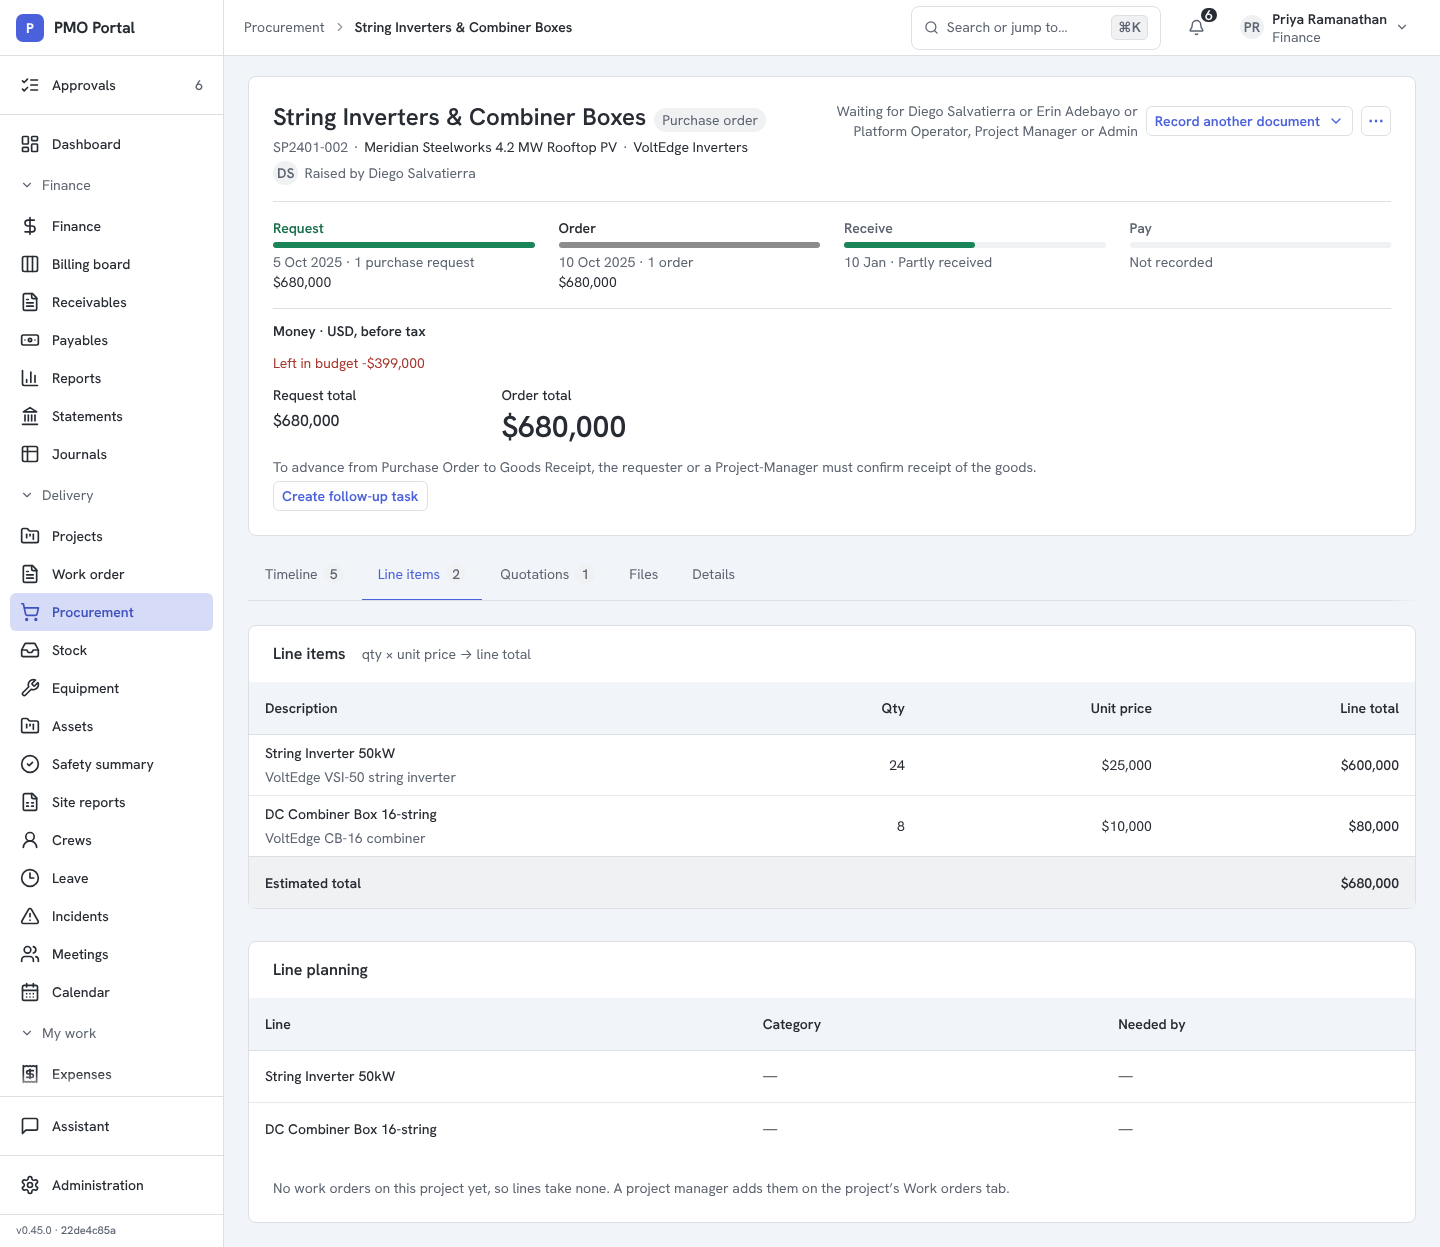 P PMO Portal
Procurement > String Inverters & Combiner Boxes
Search or jump to... ⌘K
6
PR Priya Ramanathan
Finance
Approvals 6
Dashboard
Finance
Finance
Billing board
Receivables
Payables
Reports
Statements
Journals
Delivery
Projects
Work order
Procurement
Stock
Equipment
Assets
Safety summary
Site reports
Crews
Leave
Incidents
Meetings
Calendar
My work
Expenses
Assistant
Administration
v0.45.0 · 22de4c85a
String Inverters & Combiner Boxes Purchase order
SP2401-002 · Meridian Steelworks 4.2 MW Rooftop PV · VoltEdge Inverters
DS Raised by Diego Salvatierra
Waiting for Diego Salvatierra or Erin Adebayo or
Platform Operator, Project Manager or Admin
Record another document
Request Order Receive Pay
5 Oct 2025 · 1 purchase request 10 Oct 2025 · 1 order 10 Jan · Partly received Not recorded
$680,000 $680,000
Money · USD, before tax
Left in budget -$399,000
Request total Order total
$680,000 $680,000
To advance from Purchase Order to Goods Receipt, the requester or a Project-Manager must confirm receipt of the goods.
Create follow-up task
Timeline 5 Line items 2 Quotations 1 Files Details
Line items qty × unit price → line total
Description Qty Unit price Line total
String Inverter 50kW
VoltEdge VSI-50 string inverter
24 $25,000 $600,000
DC Combiner Box 16-string
VoltEdge CB-16 combiner
8 $10,000 $80,000
Estimated total $680,000
Line planning
Line Category Needed by
String Inverter 50kW — —
DC Combiner Box 16-string — —
No work orders on this project yet, so lines take none. A project manager adds them on the project’s Work orders tab.